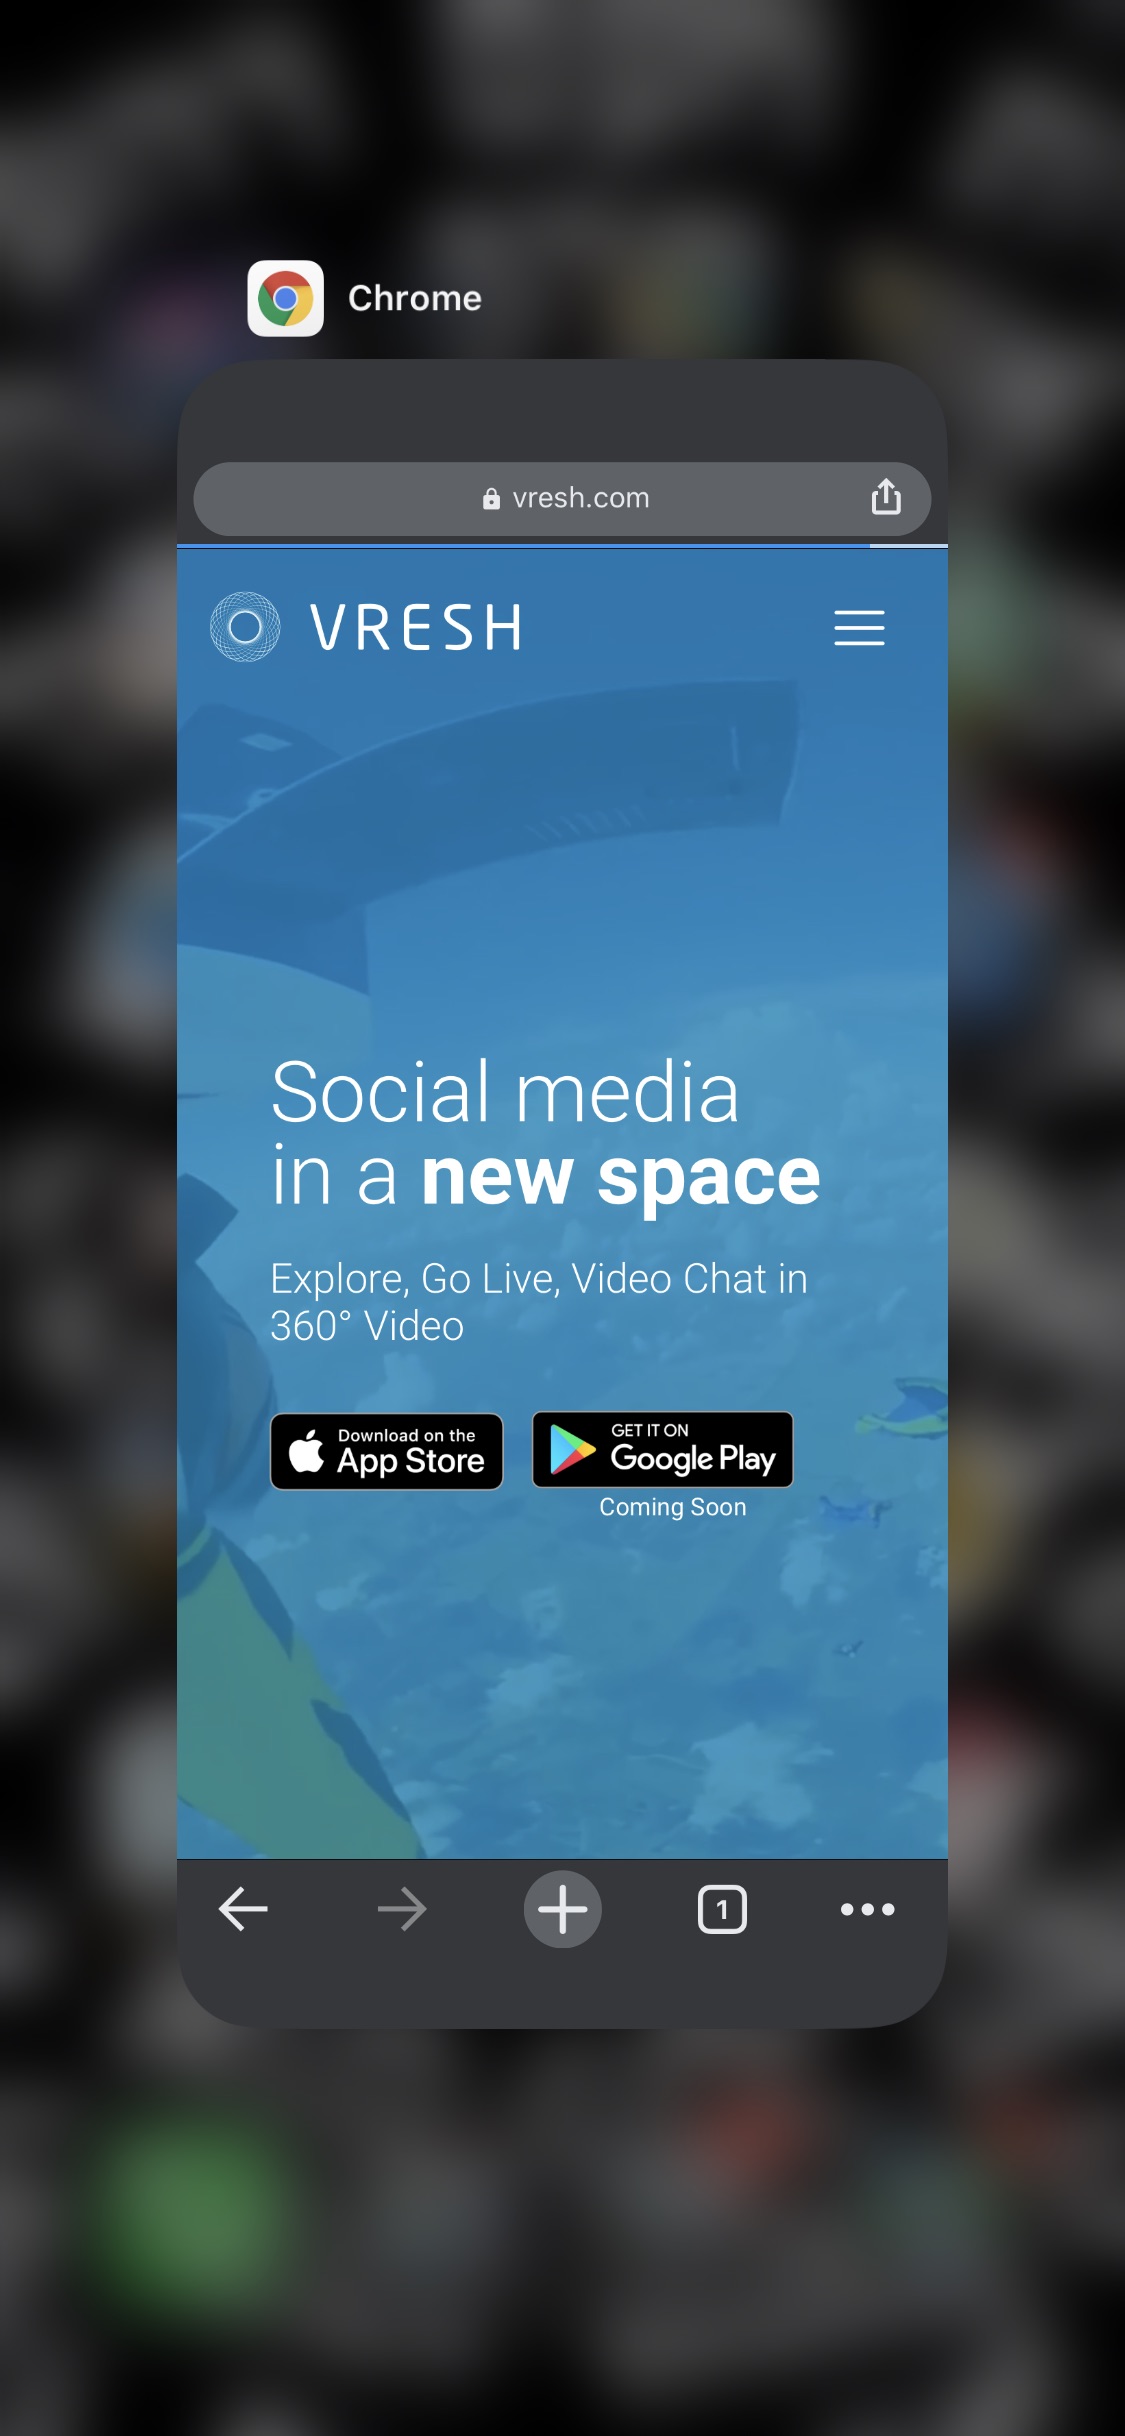 Chrome
vresh.com
VRESH
Social media
in a new space
Explore, Go Live, Video Chat in
360° Video
Download on the
App Store
GET IT ON
Google Play
Coming Soon
1